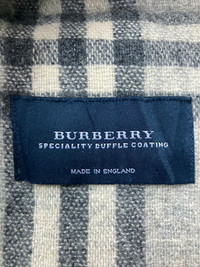 BURBERRY
SPECIALITY DUFFLE COATING
MADE IN ENGLAND